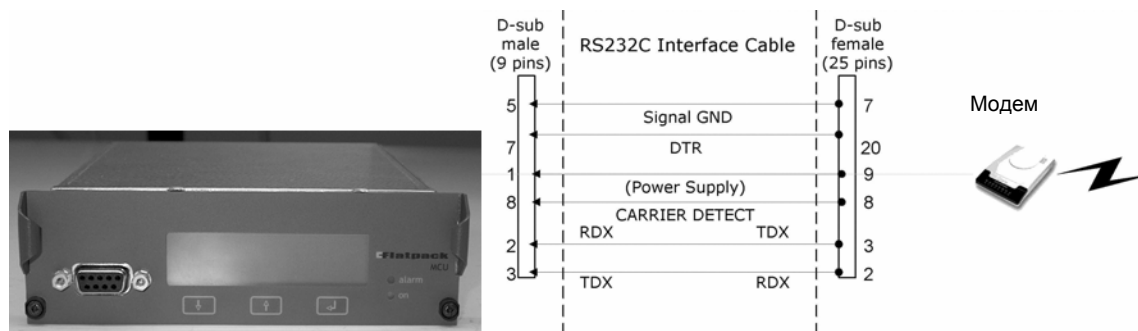 D-sub
male
(9 pins)
RS232C Interface Cable
D-sub
female
(25 pins)
5 Signal GND 7
7 DTR 20
1 (Power Supply) 9
8 CARRIER DETECT 8
RDX TDX
2 3
3 TDX RDX 2
Модем
Flatpack
MCU
alarm
on